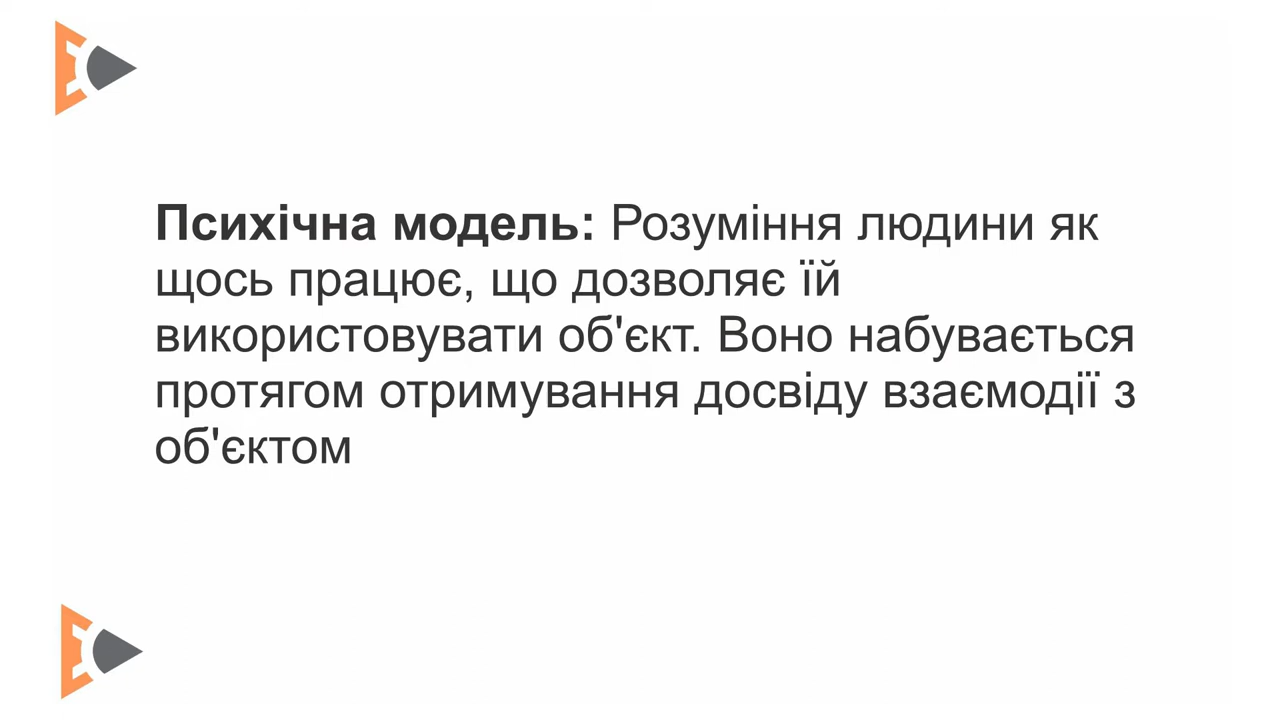 Психічна модель: Розуміння людини як
щось працює, що дозволяє їй
використовувати об'єкт. Воно набувається
протягом отримування досвіду взаємодії з
об'єктом